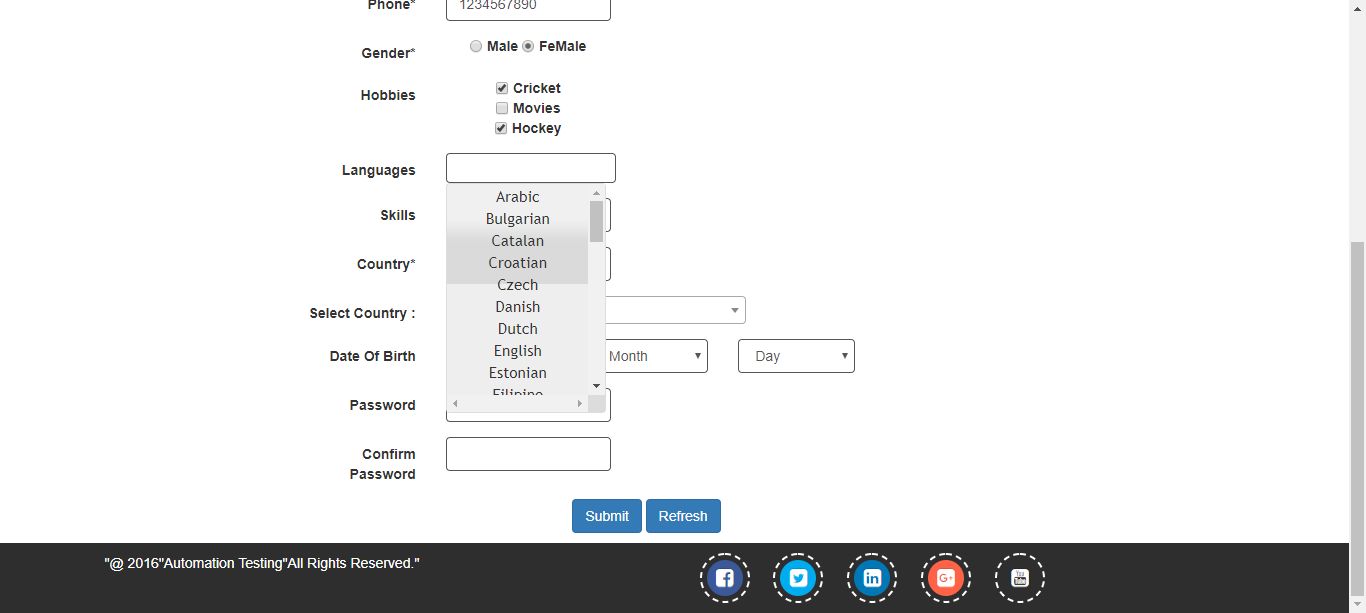 Phone*
1234567890
Gender*
Male FeMale
Hobbies
Cricket
Movies
Hockey
Languages
Arabic
Bulgarian
Catalan
Croatian
Czech
Danish
Dutch
English
Estonian
Filipino
Skills
Country*
Select Country :
Date Of Birth
Month
Day
Password
Confirm
Password
Submit Refresh
"@ 2016"Automation Testing"All Rights Reserved."
f
in
G+
You
Tube